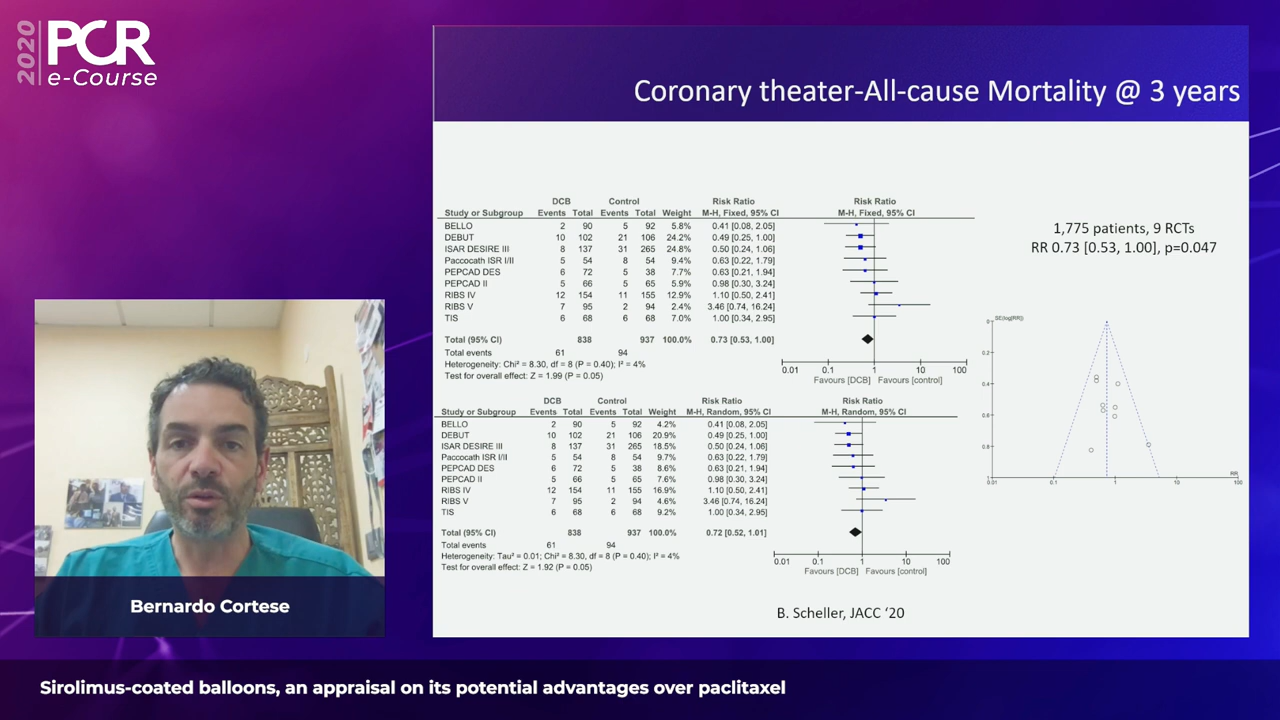 2020
PCR
e-Course
Coronary theater-All-cause Mortality @ 3 years
DCB Control Risk Ratio Risk Ratio
Study or Subgroup Events Total Events Total Weight M-H, Fixed, 95% CI M-H, Fixed, 95% CI
BELLO 2 90 5 92 5.8% 0.41 [0.08, 2.05]
DEBUT 10 102 21 106 24.2% 0.49 [0.25, 1.00]
ISAR DESIRE III 8 137 31 265 24.8% 0.50 [0.24, 1.06]
Paccocath ISR I/II 5 54 8 54 9.4% 0.63 [0.22, 1.79]
PEPCAD DES 6 72 5 38 7.7% 0.63 [0.21, 1.94]
PEPCAD II 5 66 5 65 5.9% 0.98 [0.30, 3.24]
RIBS IV 12 154 11 155 12.9% 1.10 [0.50, 2.41]
RIBS V 7 95 2 94 2.4% 3.46 [0.74, 16.24]
TIS 6 68 6 68 7.0% 1.00 [0.34, 2.95]
Total (95% CI) 838 937 100.0% 0.73 [0.53, 1.00]
Total events 61 94
Heterogeneity: Chi² = 8.30, df = 8 (P = 0.40); I² = 4%
Test for overall effect: Z = 1.99 (P = 0.05)
0.01 0.1 1 10 100
Favours [DCB] Favours [control]
1,775 patients, 9 RCTs
RR 0.73 [0.53, 1.00], p=0.047
DCB Control Risk Ratio Risk Ratio
Study or Subgroup Events Total Events Total Weight M-H, Random, 95% CI M-H, Random, 95% CI
BELLO 2 90 5 92 4.2% 0.41 [0.08, 2.05]
DEBUT 10 102 21 106 20.9% 0.49 [0.25, 1.00]
ISAR DESIRE III 8 137 31 265 18.5% 0.50 [0.24, 1.06]
Paccocath ISR I/II 5 54 8 54 9.7% 0.63 [0.22, 1.79]
PEPCAD DES 6 72 5 38 8.6% 0.63 [0.21, 1.94]
PEPCAD II 5 66 5 65 7.6% 0.98 [0.30, 3.24]
RIBS IV 12 154 11 155 16.9% 1.10 [0.50, 2.41]
RIBS V 7 95 2 94 4.6% 3.46 [0.74, 16.24]
TIS 6 68 6 68 9.2% 1.00 [0.34, 2.95]
Total (95% CI) 838 937 100.0% 0.72 [0.52, 1.01]
Total events 61 94
Heterogeneity: Tau² = 0.01; Chi² = 8.30, df = 8 (P = 0.40); I² = 4%
Test for overall effect: Z = 1.92 (P = 0.05)
0.01 0.1 1 10 100
Favours [DCB] Favours [control]
SE(log[RR])
0
0.2
0.4
0.6
0.8
1
0.01 0.1 1 10 100
RR
B. Scheller, JACC ‘20
Bernardo Cortese
Sirolimus-coated balloons, an appraisal on its potential advantages over paclitaxel